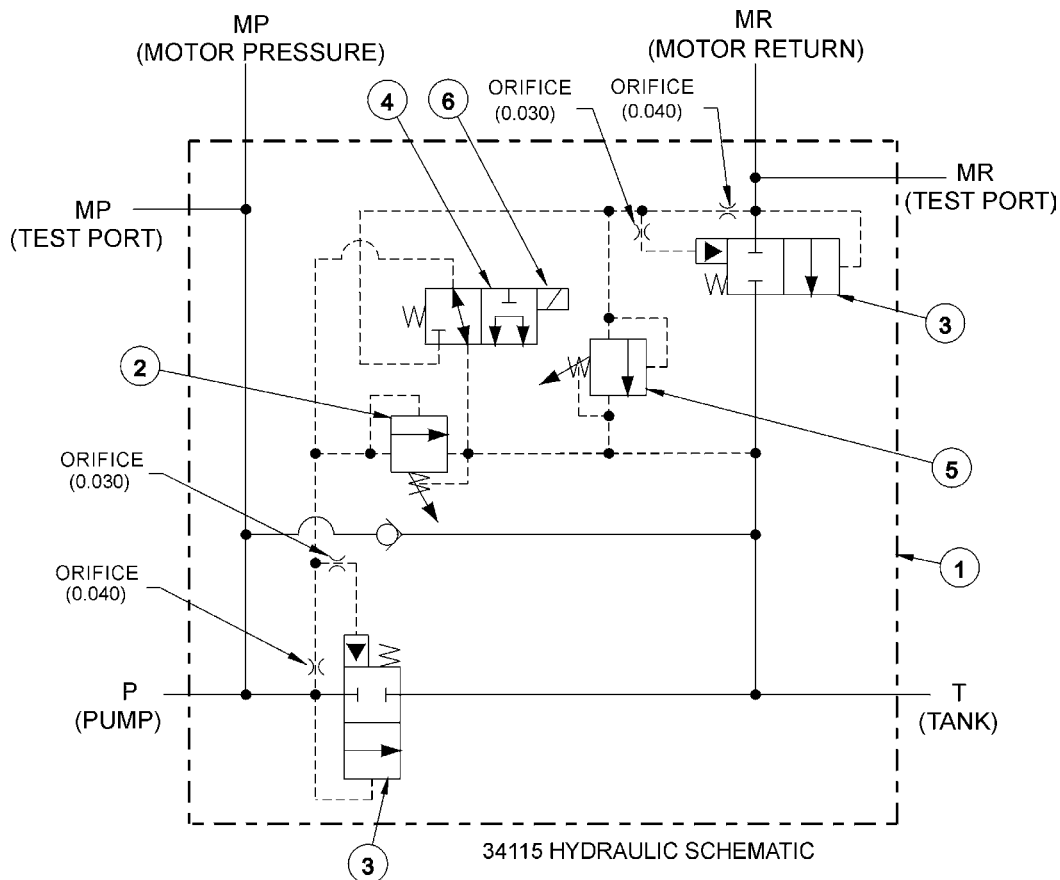 MP
(MOTOR PRESSURE)
MR
(MOTOR RETURN)
4
6
ORIFICE
(0.030)
ORIFICE
(0.040)
MP
(TEST PORT)
MR
(TEST PORT)
3
2
5
ORIFICE
(0.030)
ORIFICE
(0.040)
1
P
(PUMP)
T
(TANK)
3
34115 HYDRAULIC SCHEMATIC